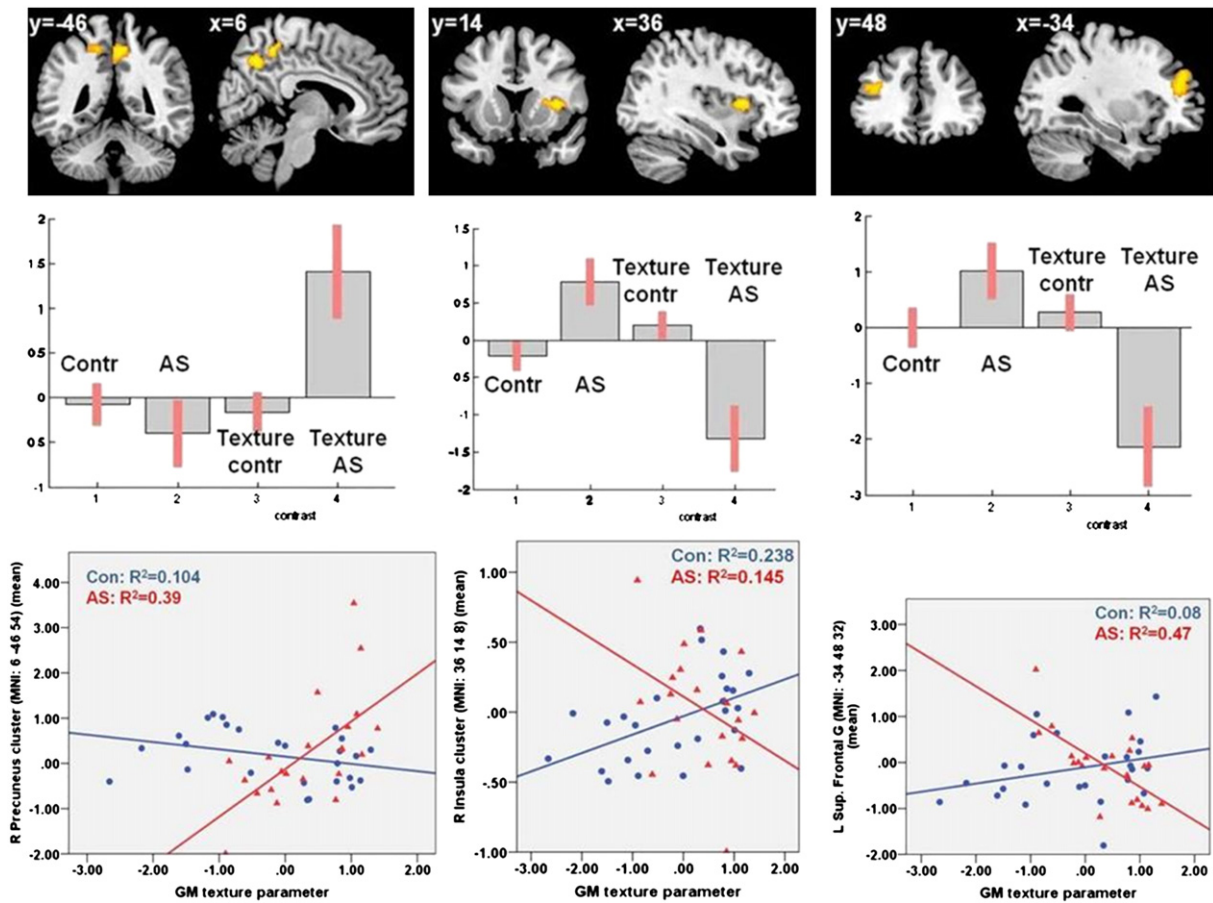 y=-46 x=6
y=14 x=36
y=48 x=-34
2
1 5
1
0.5
0
0 5
-1
Contr AS
Texture contr
Texture AS
1 2 3 4
contrast
1 5
1
0 5
0
0.5
-1
-1.5
-2
Texture contr
Texture AS
Contr AS
1 2 3 4
contrast
2
1
0
-1
-2
-3
Texture contr
Texture AS
Contr AS
1 2 3 4
contrast
R Precuneus cluster (MNI: 6 -46 54) (mean)
4.00
3.00
2.00
1.00
.00
-1.00
-2.00
Con: R²=0.104
AS: R²=0.39
-3.00 -2.00 -1.00 .00 1.00 2.00
GM texture parameter
R Insula cluster (MNI: 36 14 8) (mean)
1.00
.50
.00
-.50
-1.00
Con: R²=0.238
AS: R²=0.145
-3.00 -2.00 -1.00 .00 1.00 2.00
GM texture parameter
L Sup. Frontal G (MNI: -34 48 32)
(mean)
3.00
2.00
1.00
.00
-1.00
-2.00
Con: R²=0.08
AS: R²=0.47
-3.00 -2.00 -1.00 .00 1.00 2.00
GM texture parameter